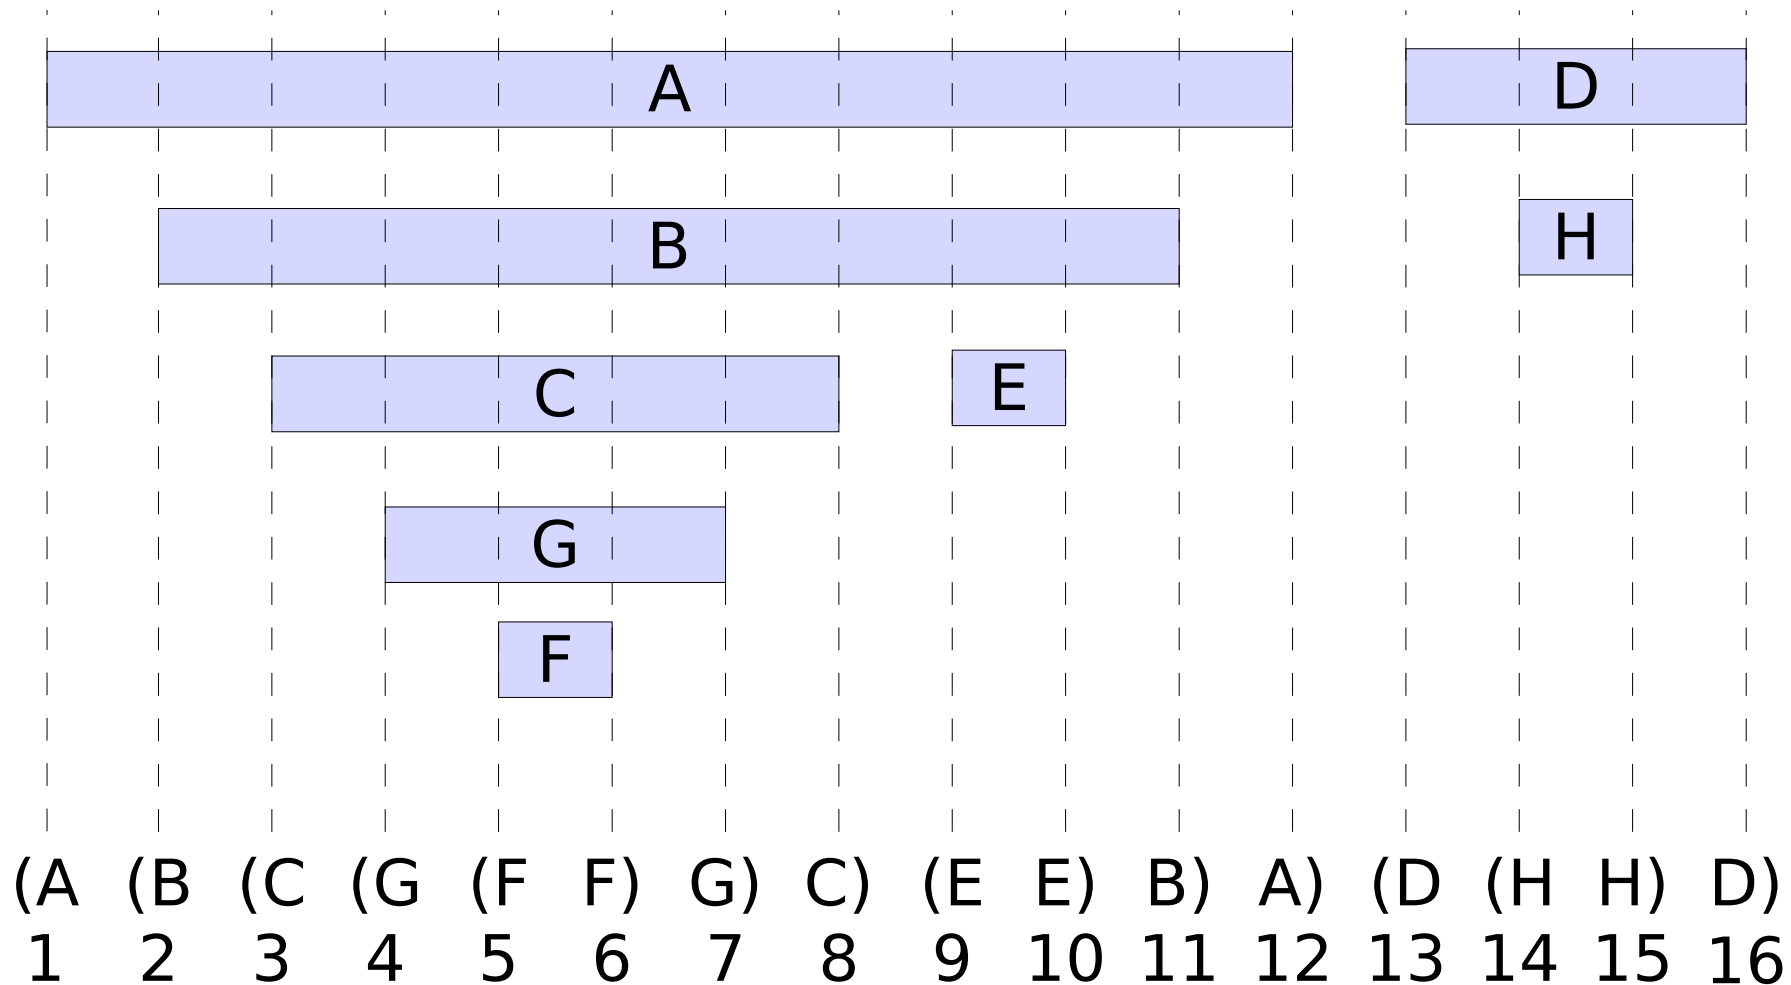 A D
B H
C E
G
F
(A (B (C (G (F F) G) C) (E E) B) A) (D (H H) D)
1 2 3 4 5 6 7 8 9 10 11 12 13 14 15 16